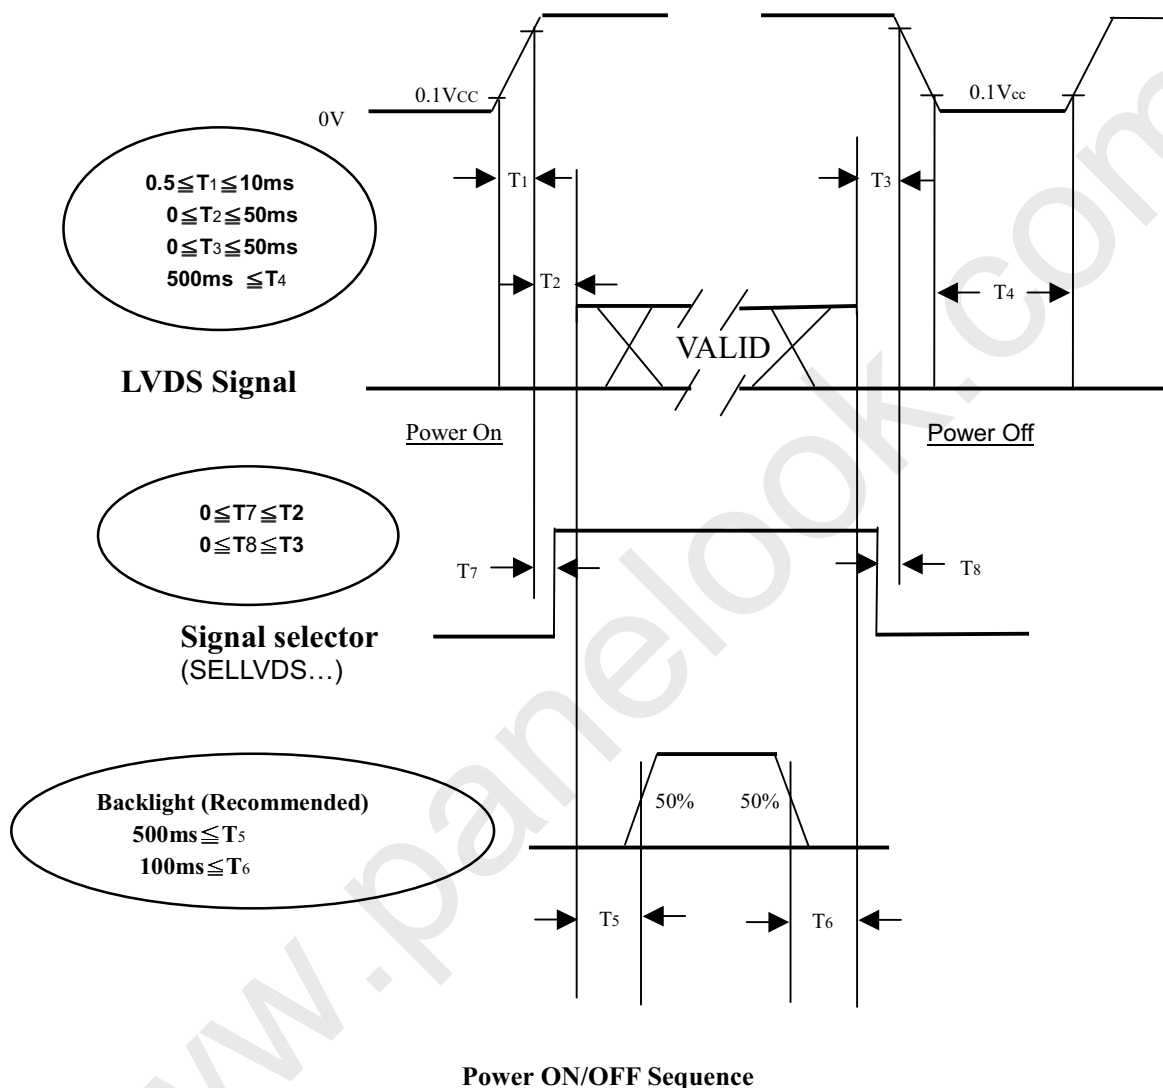 0.1VCC
0.1Vcc
0V
0.5≦T1≦10ms
0≦T2≦50ms
0≦T3≦50ms
500ms ≦T4
T1
T3
T2
T4
VALID
LVDS Signal
Power On
Power Off
0≦T7≦T2
0≦T8≦T3
T7
T8
Signal selector
(SELLVDS…)
Backlight (Recommended)
500ms≦T5
100ms≦T6
50%
50%
T5
T6
Power ON/OFF Sequence
www.panelook.com